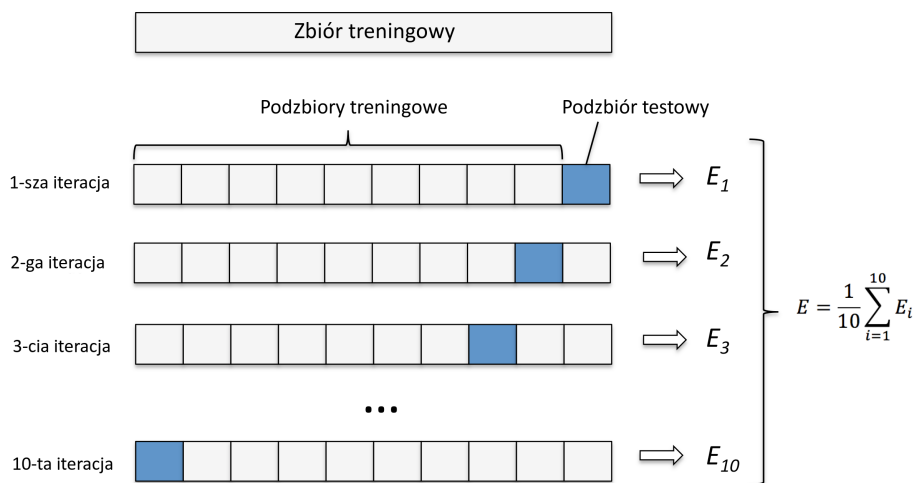 Zbiór treningowy
Podzbiory treningowe
Podzbiór testowy
1-sza iteracja
E₁
2-ga iteracja
E₂
3-cia iteracja
E₃
E = 1/10 ∑_{i=1}^{10} E_i
...
10-ta iteracja
E₁₀